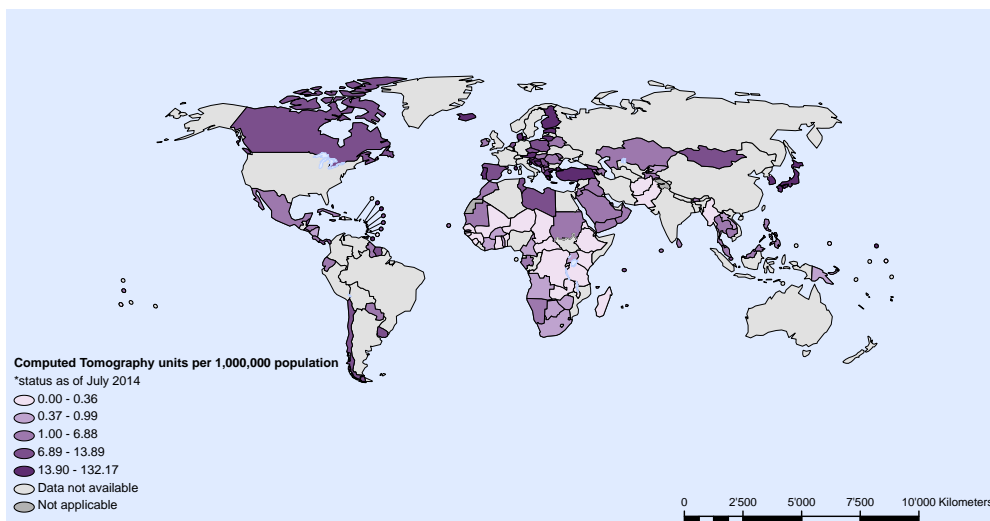 Computed Tomography units per 1,000,000 population
*status as of July 2014
0.00 - 0.36
0.37 - 0.99
1.00 - 6.88
6.89 - 13.89
13.90 - 132.17
Data not available
Not applicable
0 2'500 5'000 7'500 10'000 Kilometers